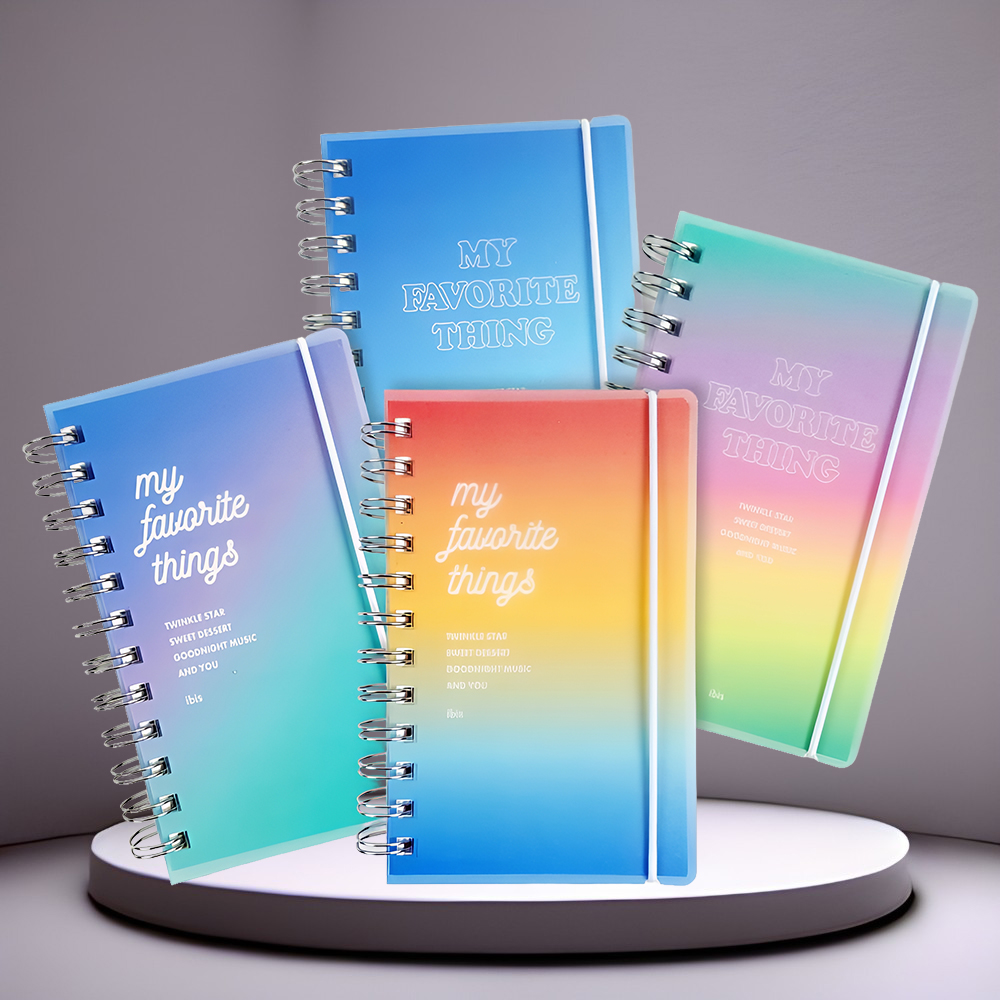 MY
FAVORITE
THING
MY
FAVORITE
THING
TWINKLE STAR
SWEET DESSERT
GOODNIGHT MUSIC
AND YOU
ibis
my
favorite
things
TWINKLE STAR
SWEET DESSERT
GOODNIGHT MUSIC
AND YOU
ibis
my
favorite
things
TWINKLE STAR
SWEET DESSERT
GOODNIGHT MUSIC
AND YOU
ibis